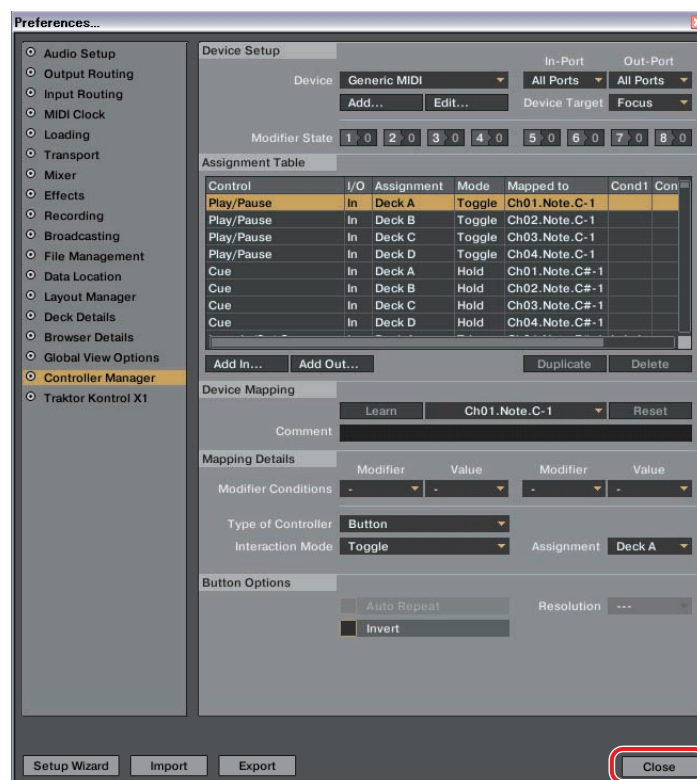 Preferences...
Audio Setup
Output Routing
Input Routing
MIDI Clock
Loading
Transport
Mixer
Effects
Recording
Broadcasting
File Management
Data Location
Layout Manager
Deck Details
Browser Details
Global View Options
Controller Manager
Traktor Kontrol X1
Device Setup
In-Port Out-Port
Device Generic MIDI All Ports All Ports
Add... Edit... Device Target Focus
Modifier State 1 0 2 0 3 0 4 0 5 0 6 0 7 0 8 0
Assignment Table
Control I/O Assignment Mode Mapped to Cond1 Con
Play/Pause In Deck A Toggle Ch01.Note.C-1
Play/Pause In Deck B Toggle Ch02.Note.C-1
Play/Pause In Deck C Toggle Ch03.Note.C-1
Play/Pause In Deck D Toggle Ch04.Note.C-1
Cue In Deck A Hold Ch01.Note.C#-1
Cue In Deck B Hold Ch02.Note.C#-1
Cue In Deck C Hold Ch03.Note.C#-1
Cue In Deck D Hold Ch04.Note.C#-1
Add In... Add Out... Duplicate Delete
Device Mapping
Learn Ch01.Note.C-1 Reset
Comment
Mapping Details
Modifier Value Modifier Value
Modifier Conditions - - - -
Type of Controller Button
Interaction Mode Toggle Assignment Deck A
Button Options
Auto Repeat Resolution ---
Invert
Setup Wizard Import Export Close